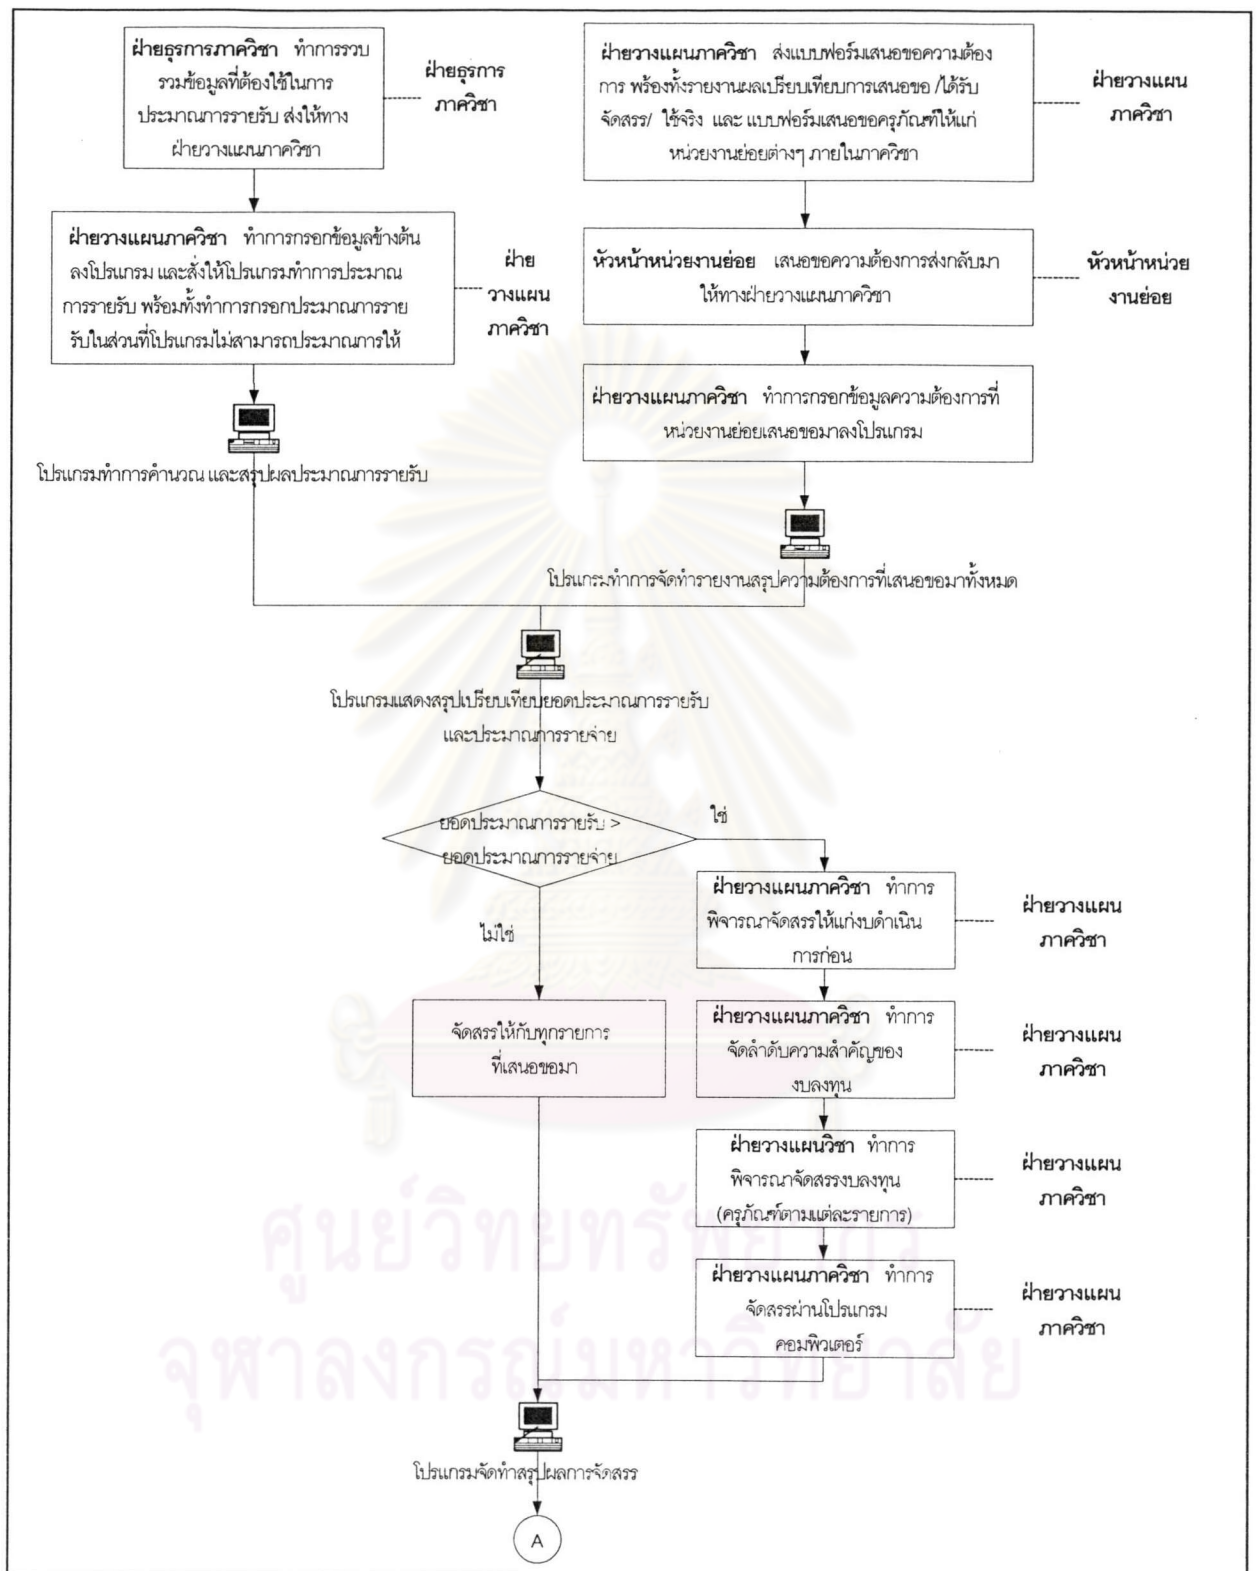 ฝ่ายธุรการภาควิชา ทำการรวบ
รวมข้อมูลที่ต้องใช้ในการ
ประมาณการรายรับ ส่งให้ทาง
ฝ่ายวางแผนภาควิชา
ฝ่ายธุรการ
ภาควิชา
ฝ่ายวางแผนภาควิชา ส่งแบบฟอร์มเสนอขอความต้อง
การ พร้องทั้งรายงานผลเปรียบเทียบการเสนอขอ /ได้รับ
จัดสรร/ ใช้จริง และ แบบฟอร์มเสนอขอครุภัณฑ์ให้แก่
หน่วยงานย่อยต่างๆ ภายในภาควิชา
ฝ่ายวางแผน
ภาควิชา
ฝ่ายวางแผนภาควิชา ทำการกรอกข้อมูลข้างต้น
ลงโปรแกรม และสั่งให้โปรแกรมทำการประมาณ
การรายรับ พร้อมทั้งทำการกรอกประมาณการราย
รับในส่วนที่โปรแกรมไม่สามารถประมาณการให้
ฝ่าย
วางแผน
ภาควิชา
หัวหน้าหน่วยงานย่อย เสนอขอความต้องการส่งกลับมา
ให้ทางฝ่ายวางแผนภาควิชา
หัวหน้าหน่วย
งานย่อย
ฝ่ายวางแผนภาควิชา ทำการกรอกข้อมูลความต้องการที่
หน่วยงานย่อยเสนอขอมาลงโปรแกรม
โปรแกรมทำการคำนวณ และสรุปผลประมาณการรายรับ
โปรแกรมทำการจัดทำรายงานสรุปความต้องการที่เสนอขอมาทั้งหมด
โปรแกรมแสดงสรุปเปรียบเทียบยอดประมาณการรายรับ
และประมาณการรายจ่าย
ยอดประมาณการรายรับ >
ยอดประมาณการรายจ่าย
ใช่
ไม่ใช่
ฝ่ายวางแผนภาควิชา ทำการ
พิจารณาจัดสรรให้แก่งบดำเนิน
การก่อน
ฝ่ายวางแผน
ภาควิชา
จัดสรรให้กับทุกรายการ
ที่เสนอขอมา
ฝ่ายวางแผนภาควิชา ทำการ
จัดลำดับความสำคัญของ
งบลงทุน
ฝ่ายวางแผน
ภาควิชา
ฝ่ายวางแผนวิชา ทำการ
พิจารณาจัดสรรงบลงทุน
(ครุภัณฑ์ตามแต่ละรายการ)
ฝ่ายวางแผน
ภาควิชา
ฝ่ายวางแผนภาควิชา ทำการ
จัดสรรผ่านโปรแกรม
คอมพิวเตอร์
ฝ่ายวางแผน
ภาควิชา
โปรแกรมจัดทำสรุปผลการจัดสรร
A
ศูนย์วิทยทรัพยากร
จุฬาลงกรณ์มหาวิทยาลัย